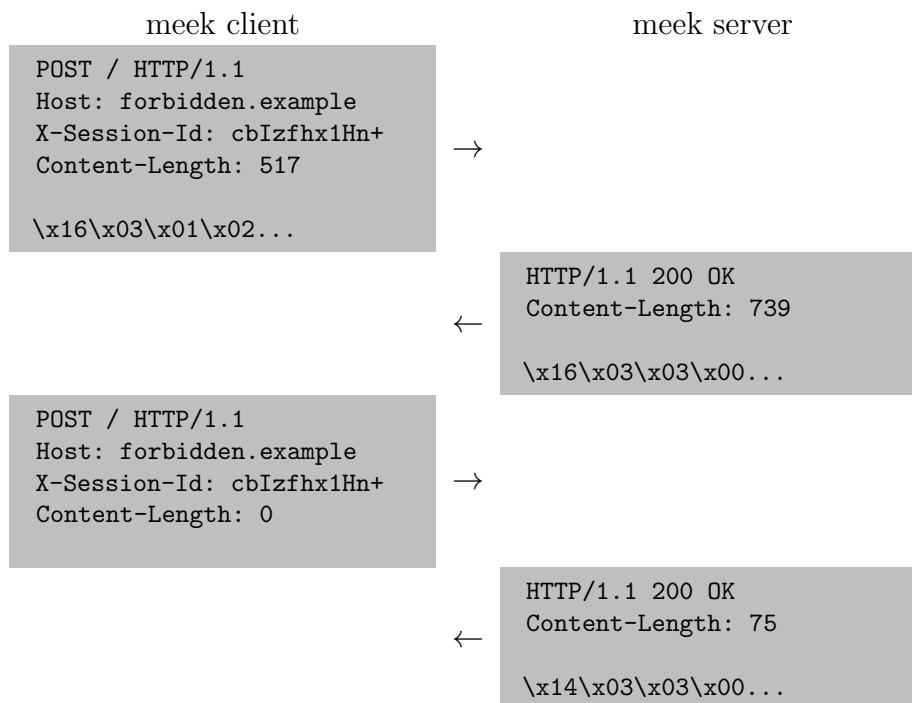 meek client
meek server
POST / HTTP/1.1
Host: forbidden.example
X-Session-Id: cbIzfhx1Hn+
Content-Length: 517
\x16\x03\x01\x02...
→
HTTP/1.1 200 OK
Content-Length: 739
\x16\x03\x03\x00...
←
POST / HTTP/1.1
Host: forbidden.example
X-Session-Id: cbIzfhx1Hn+
Content-Length: 0
→
HTTP/1.1 200 OK
Content-Length: 75
\x14\x03\x03\x00...
←